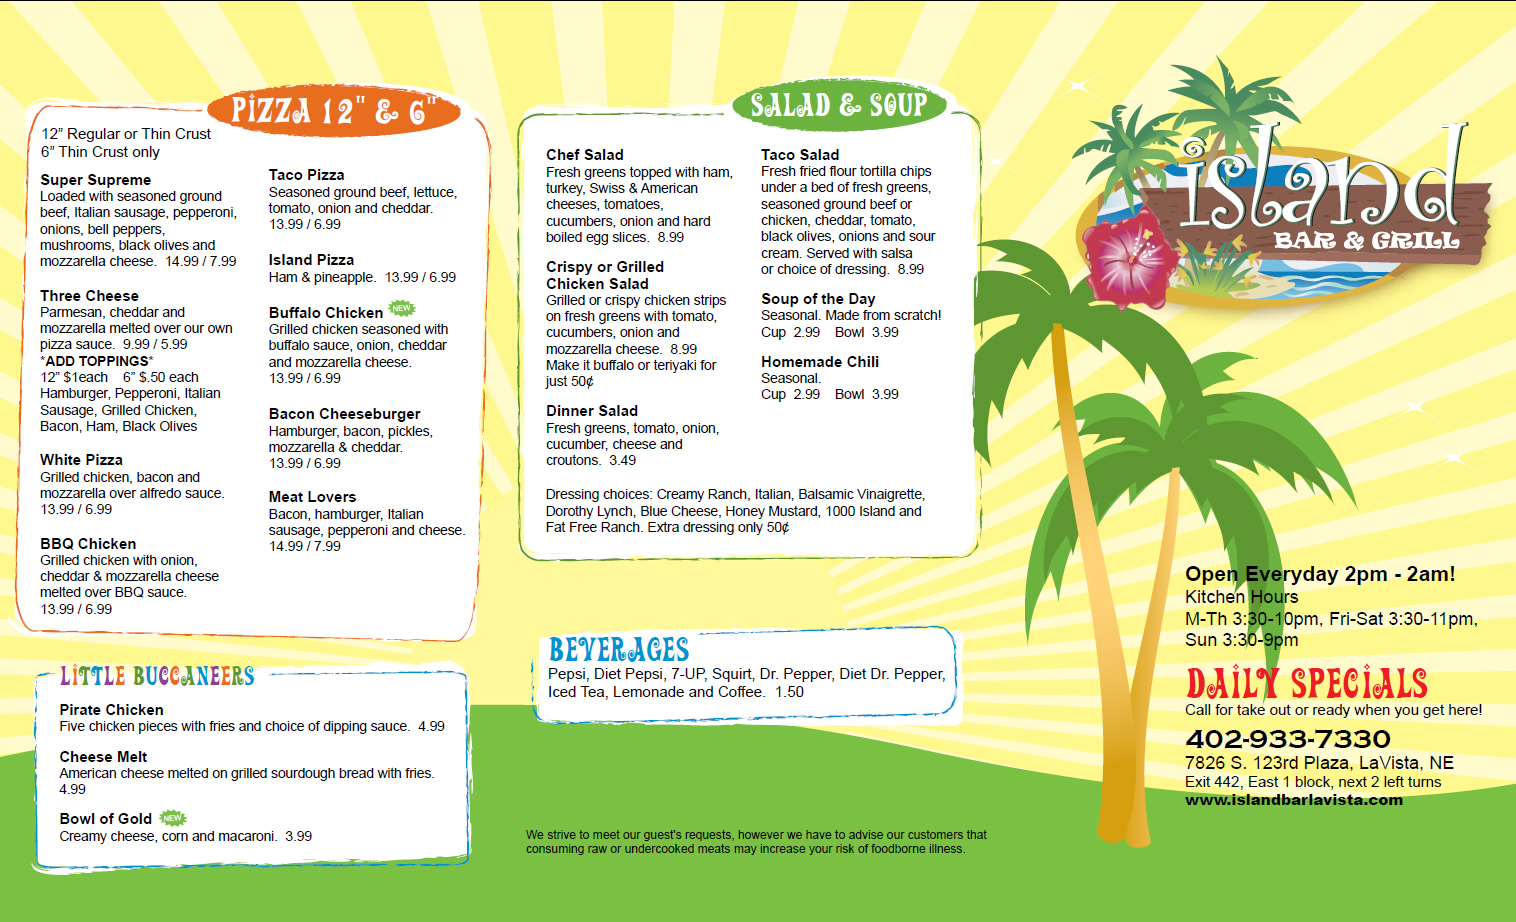 PIZZA 12" & 6"
12” Regular or Thin Crust
6” Thin Crust only
Super Supreme
Loaded with seasoned ground
beef, Italian sausage, pepperoni,
onions, bell peppers,
mushrooms, black olives and
mozzarella cheese.  14.99 / 7.99
Three Cheese
Parmesan, cheddar and
mozzarella melted over our own
pizza sauce.  9.99 / 5.99
*ADD TOPPINGS*
12” $1each    6” $.50 each
Hamburger, Pepperoni, Italian
Sausage, Grilled Chicken,
Bacon, Ham, Black Olives
White Pizza
Grilled chicken, bacon and
mozzarella over alfredo sauce.
13.99 / 6.99
BBQ Chicken
Grilled chicken with onion,
cheddar & mozzarella cheese
melted over BBQ sauce.
13.99 / 6.99
Taco Pizza
Seasoned ground beef, lettuce,
tomato, onion and cheddar.
13.99 / 6.99
Island Pizza
Ham & pineapple.  13.99 / 6.99
Buffalo Chicken NEW
Grilled chicken seasoned with
buffalo sauce, onion, cheddar
and mozzarella cheese.
13.99 / 6.99
Bacon Cheeseburger
Hamburger, bacon, pickles,
mozzarella & cheddar.
13.99 / 6.99
Meat Lovers
Bacon, hamburger, Italian
sausage, pepperoni and cheese.
14.99 / 7.99
LITTLE BUCCANEERS
Pirate Chicken
Five chicken pieces with fries and choice of dipping sauce.  4.99
Cheese Melt
American cheese melted on grilled sourdough bread with fries.
4.99
Bowl of Gold NEW
Creamy cheese, corn and macaroni.  3.99
SALAD & SOUP
Chef Salad
Fresh greens topped with ham,
turkey, Swiss & American
cheeses, tomatoes,
cucumbers, onion and hard
boiled egg slices.  8.99
Crispy or Grilled
Chicken Salad
Grilled or crispy chicken strips
on fresh greens with tomato,
cucumbers, onion and
mozzarella cheese.  8.99
Make it buffalo or teriyaki for
just 50¢
Dinner Salad
Fresh greens, tomato, onion,
cucumber, cheese and
croutons.  3.49
Taco Salad
Fresh fried flour tortilla chips
under a bed of fresh greens,
seasoned ground beef or
chicken, cheddar, tomato,
black olives, onions and sour
cream. Served with salsa
or choice of dressing.  8.99
Soup of the Day
Seasonal. Made from scratch!
Cup  2.99    Bowl  3.99
Homemade Chili
Seasonal.
Cup  2.99    Bowl  3.99
Dressing choices: Creamy Ranch, Italian, Balsamic Vinaigrette,
Dorothy Lynch, Blue Cheese, Honey Mustard, 1000 Island and
Fat Free Ranch. Extra dressing only 50¢
BEVERAGES
Pepsi, Diet Pepsi, 7-UP, Squirt, Dr. Pepper, Diet Dr. Pepper,
Iced Tea, Lemonade and Coffee.  1.50
We strive to meet our guest's requests, however we have to advise our customers that
consuming raw or undercooked meats may increase your risk of foodborne illness.
island
BAR & GRILL
Open Everyday 2pm - 2am!
Kitchen Hours
M-Th 3:30-10pm, Fri-Sat 3:30-11pm,
Sun 3:30-9pm
DAILY SPECIALS
Call for take out or ready when you get here!
402-933-7330
7826 S. 123rd Plaza, LaVista, NE
Exit 442, East 1 block, next 2 left turns
www.islandbarlavista.com